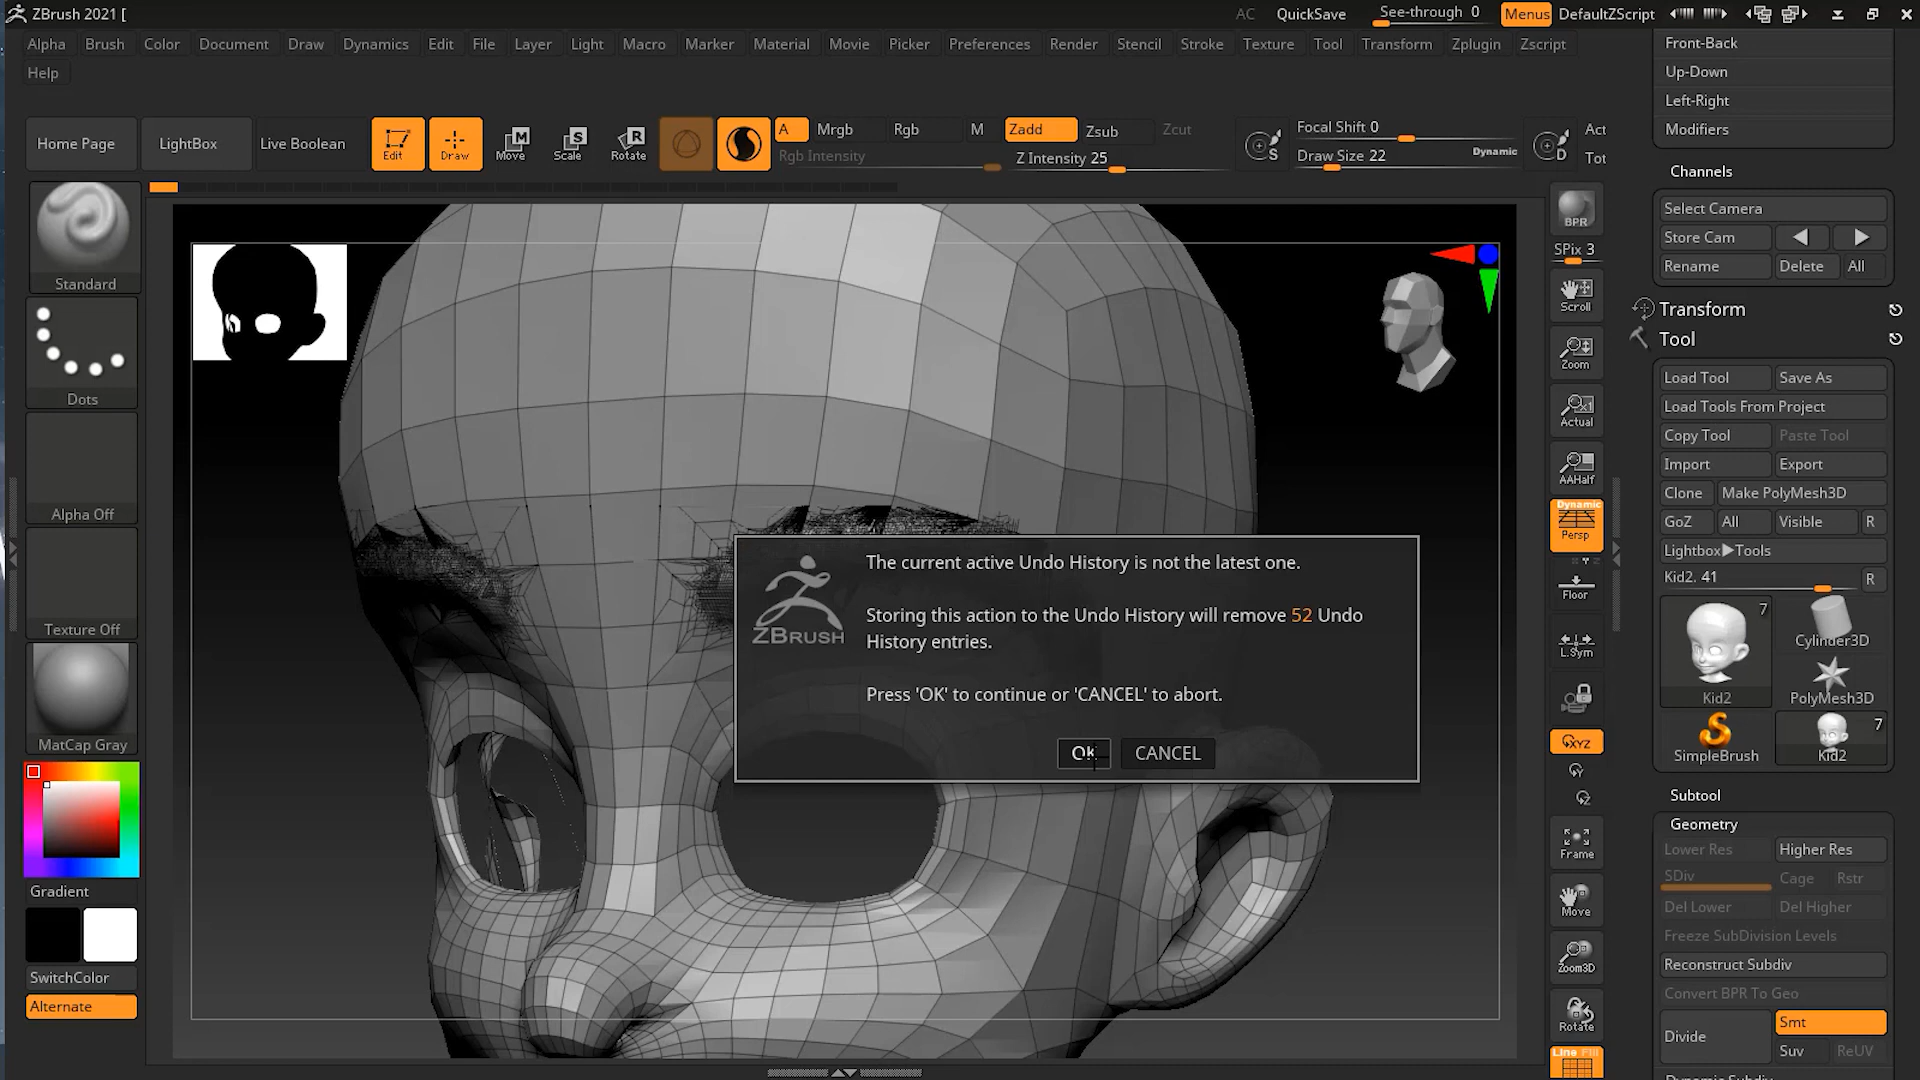 ZBrush 2021 [
AC
QuickSave
See-through 0
Menus
DefaultZScript
Alpha
Brush
Color
Document
Draw
Dynamics
Edit
File
Layer
Light
Macro
Marker
Material
Movie
Picker
Preferences
Render
Stencil
Stroke
Texture
Tool
Transform
Zplugin
Zscript
Help
Home Page
LightBox
Live Boolean
Edit
Draw
M
Move
S
Scale
R
Rotate
A
Mrgb
Rgb
M
Zadd
Zsub
Zcut
Rgb Intensity
Z Intensity 25
S
Focal Shift 0
Draw Size 22
Dynamic
D
Act
Tot
Standard
Dots
Alpha Off
Texture Off
MatCap Gray
Gradient
SwitchColor
Alternate
The current active Undo History is not the latest one.
Storing this action to the Undo History will remove 52 Undo
History entries.
Press 'OK' to continue or 'CANCEL' to abort.
ZBRUSH
OK
CANCEL
BPR
SPix 3
Scroll
Zoom
Actual
AAHalf
Dynamic
Persp
Floor
L.Sym
XYZ
Frame
Move
Zoom3D
Rotate
Line Fill
Front-Back
Up-Down
Left-Right
Modifiers
Channels
Select Camera
Store Cam
Rename
Delete
All
Transform
Tool
Load Tool
Save As
Load Tools From Project
Copy Tool
Paste Tool
Import
Export
Clone
Make PolyMesh3D
GoZ
All
Visible
R
Lightbox▶Tools
Kid2. 41
R
7
Kid2
Cylinder3D
PolyMesh3D
SimpleBrush
7
Kid2
Subtool
Geometry
Lower Res
Higher Res
SDiv
Cage
Rstr
Del Lower
Del Higher
Freeze SubDivision Levels
Reconstruct Subdiv
Convert BPR To Geo
Divide
Smt
Suv
ReUV
Dynamic Subdiv